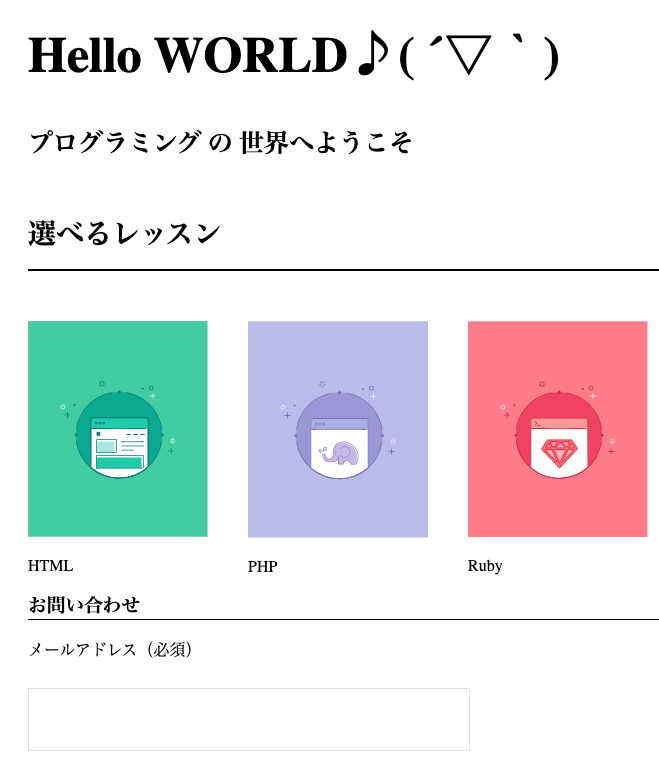 Hello WORLD♪( ´▽｀)
プログラミング の 世界へようこそ
選べるレッスン
HTML
PHP
Ruby
お問い合わせ
メールアドレス（必須）